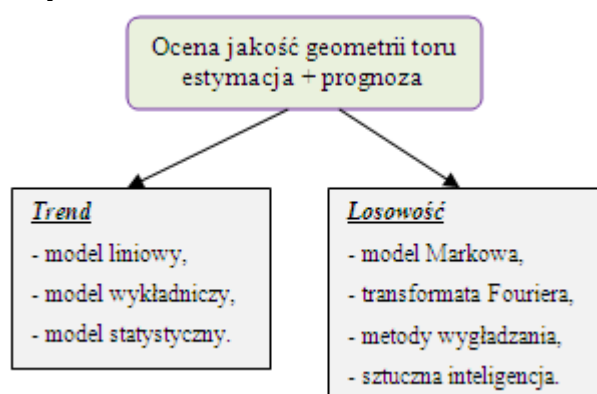 Ocena jakość geometrii toru
estymacja + prognoza
Trend
- model liniowy,
- model wykładniczy,
- model statystyczny.
Losowość
- model Markowa,
- transformata Fouriera,
- metody wygładzania,
- sztuczna inteligencja.